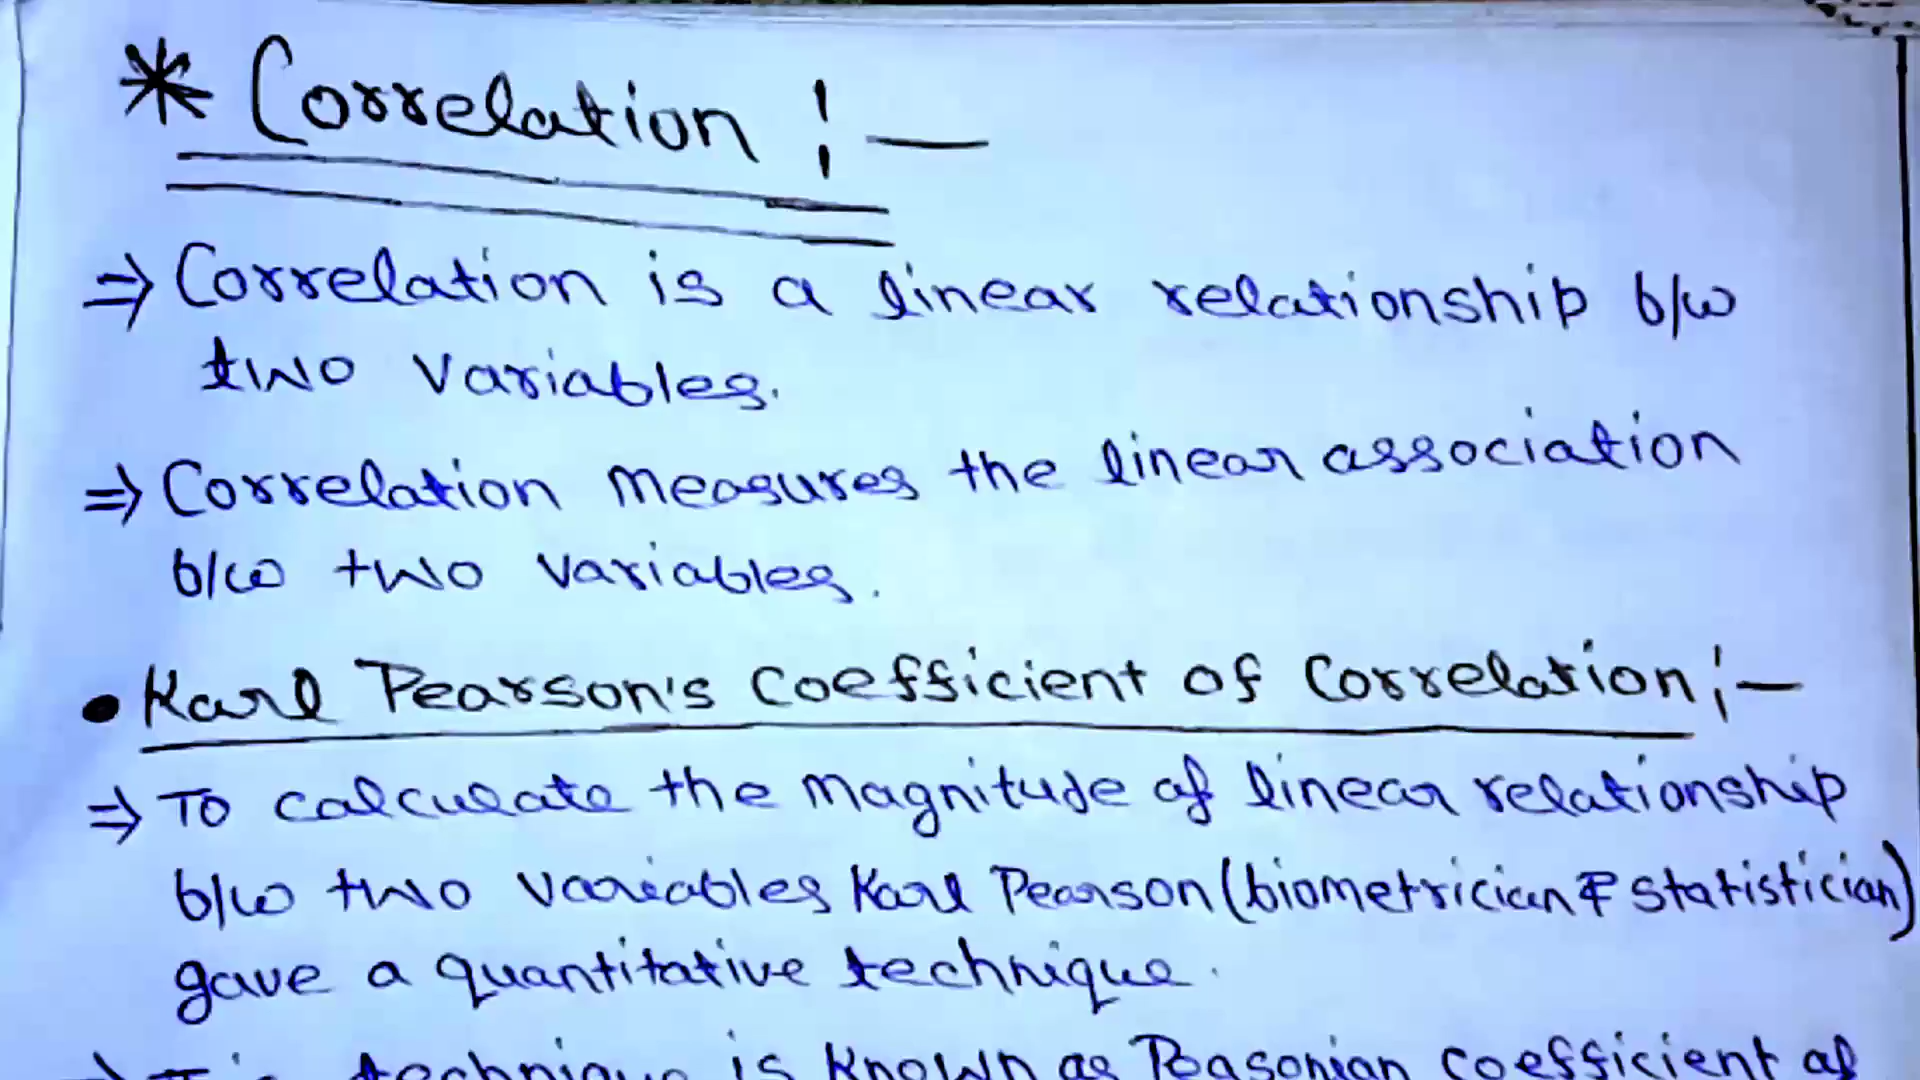 * Correlation :-
⇒ Correlation is a linear relationship b/w
two variables.
⇒ Correlation measures the linear association
b/w two variables.
• Karl Pearson's Coefficient of Correlation :-
⇒ To calculate the magnitude of linear relationship
b/w two variables Karl Pearson (biometrician & statistician)
gave a quantitative technique.
technique is known as Peasonian coefficient of